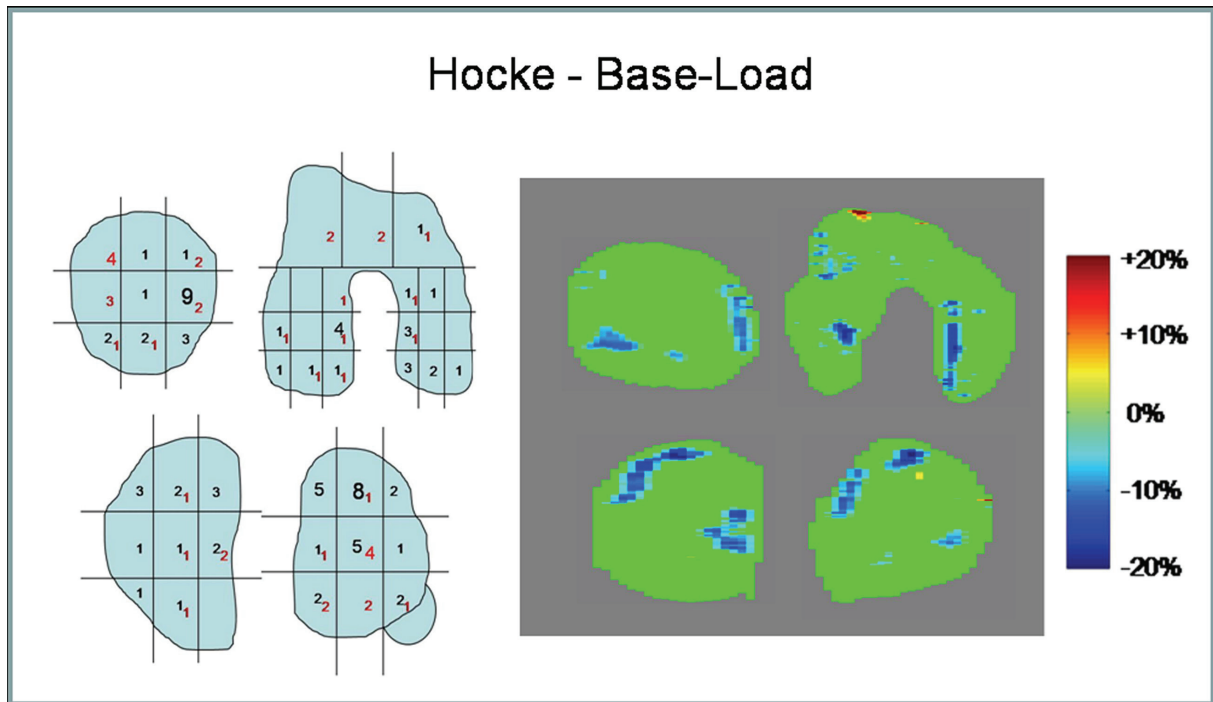 Hocke - Base-Load
4 1 1 2
3 1 9 2
2 1 2 1 3
2 2 1 1
1 1 1 1
1 1 4 1 3 1
1 1 1 1 1 3 2 1
3 2 1 3
1 1 1 2 2
1 1 1
5 8 1 2
1 1 5 4 1
2 2 2 2 1
+20%
+10%
0%
-10%
-20%